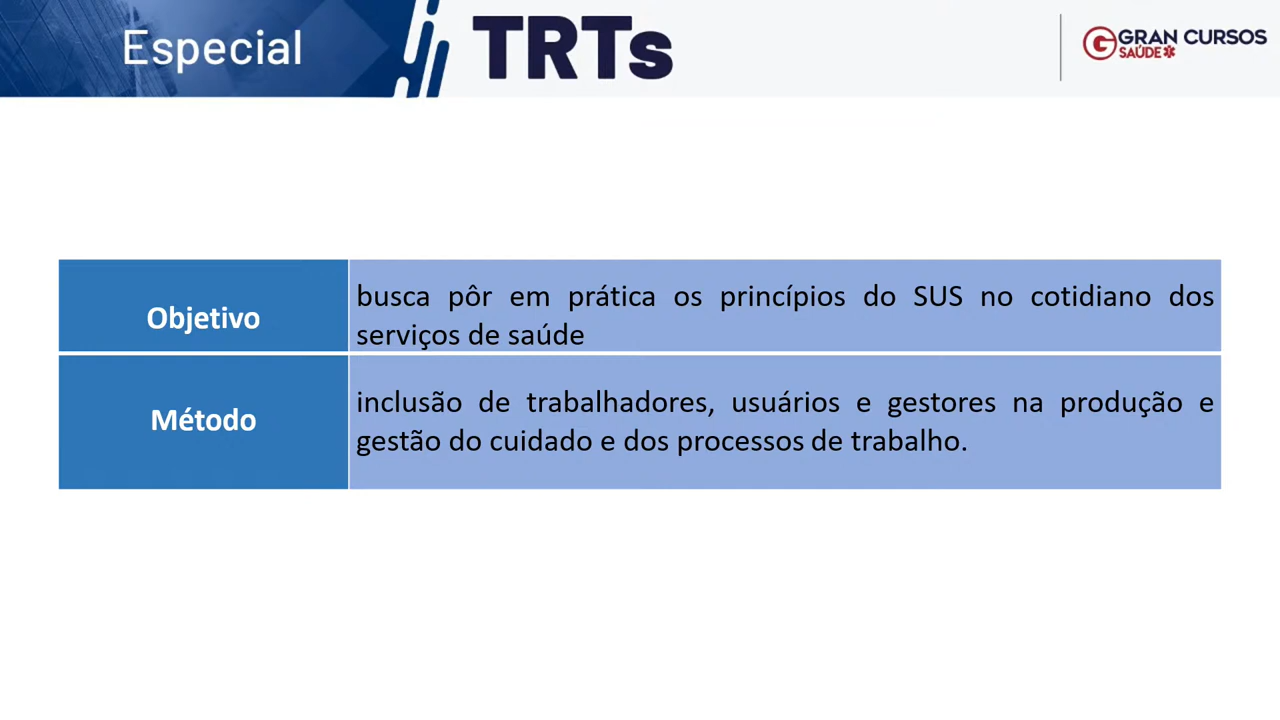 Especial
TRTs
GRAN CURSOS
SAÚDE
Objetivo
busca pôr em prática os princípios do SUS no cotidiano dos
serviços de saúde
Método
inclusão de trabalhadores, usuários e gestores na produção e
gestão do cuidado e dos processos de trabalho.